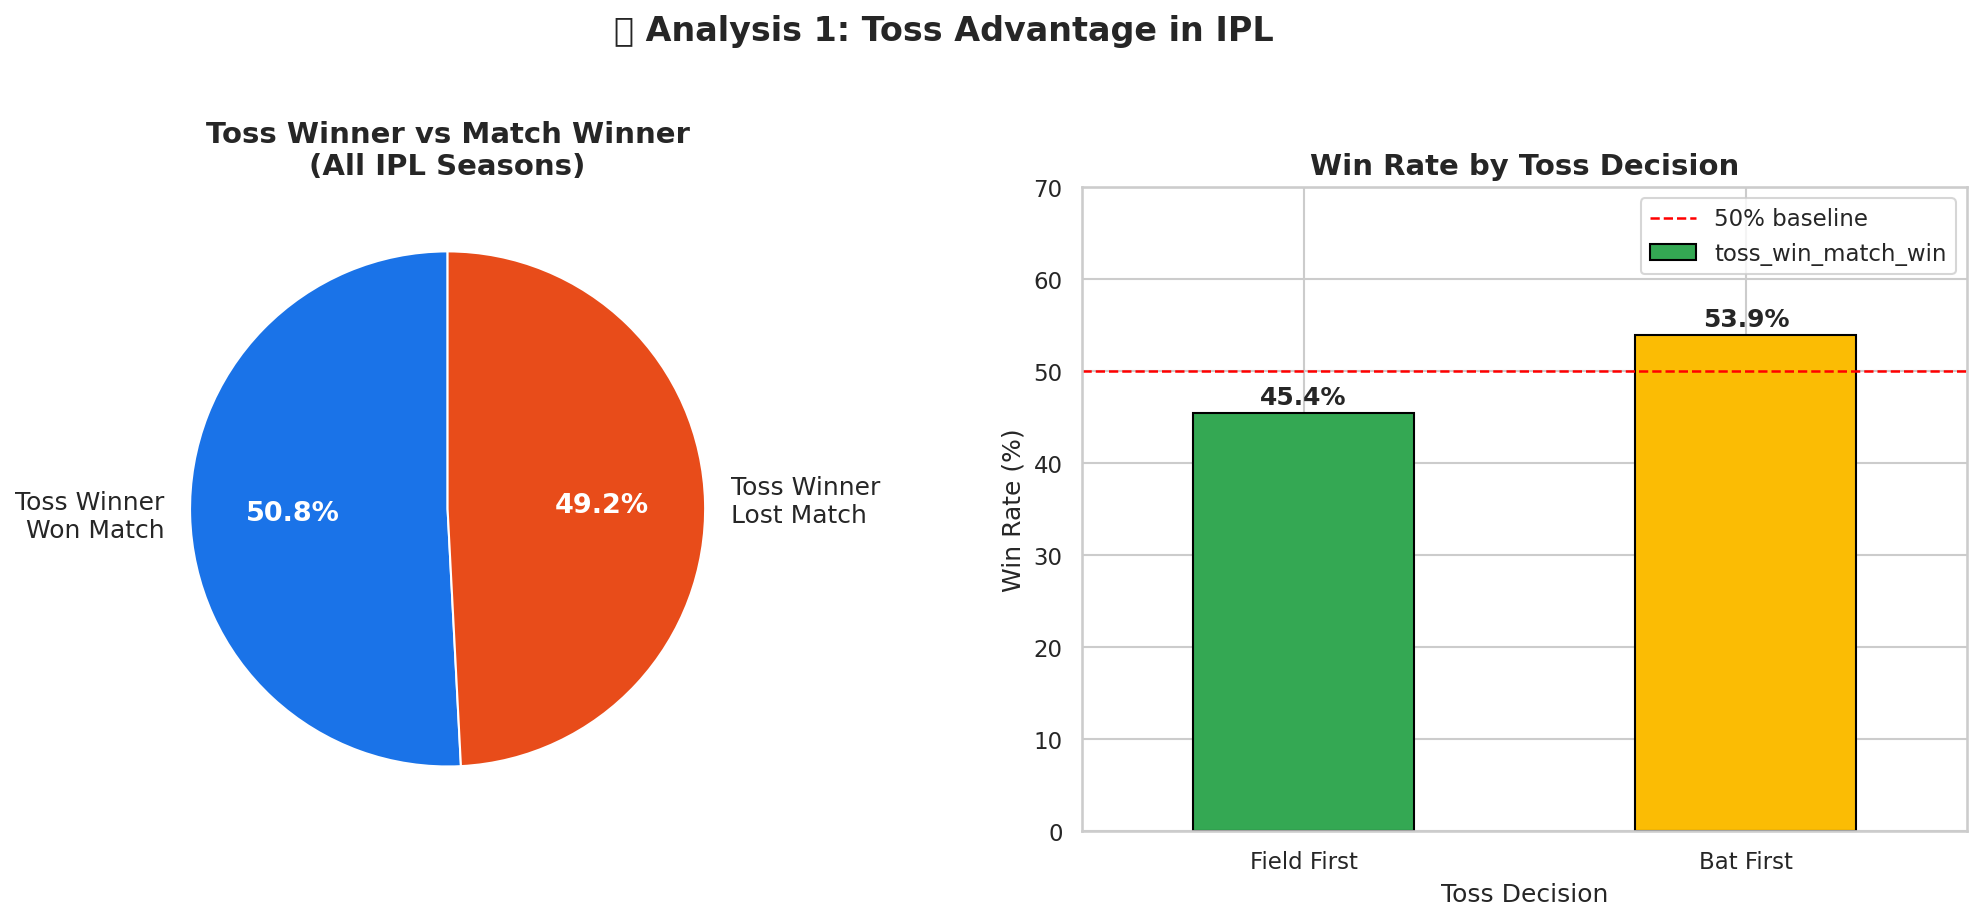 Analysis 1: Toss Advantage in IPL
Toss Winner vs Match Winner
(All IPL Seasons)
Toss Winner
Won Match
50.8%
49.2%
Toss Winner
Lost Match
Win Rate by Toss Decision
70
60
50
40
30
20
10
0
Win Rate (%)
50% baseline
toss_win_match_win
45.4%
53.9%
Field First
Bat First
Toss Decision